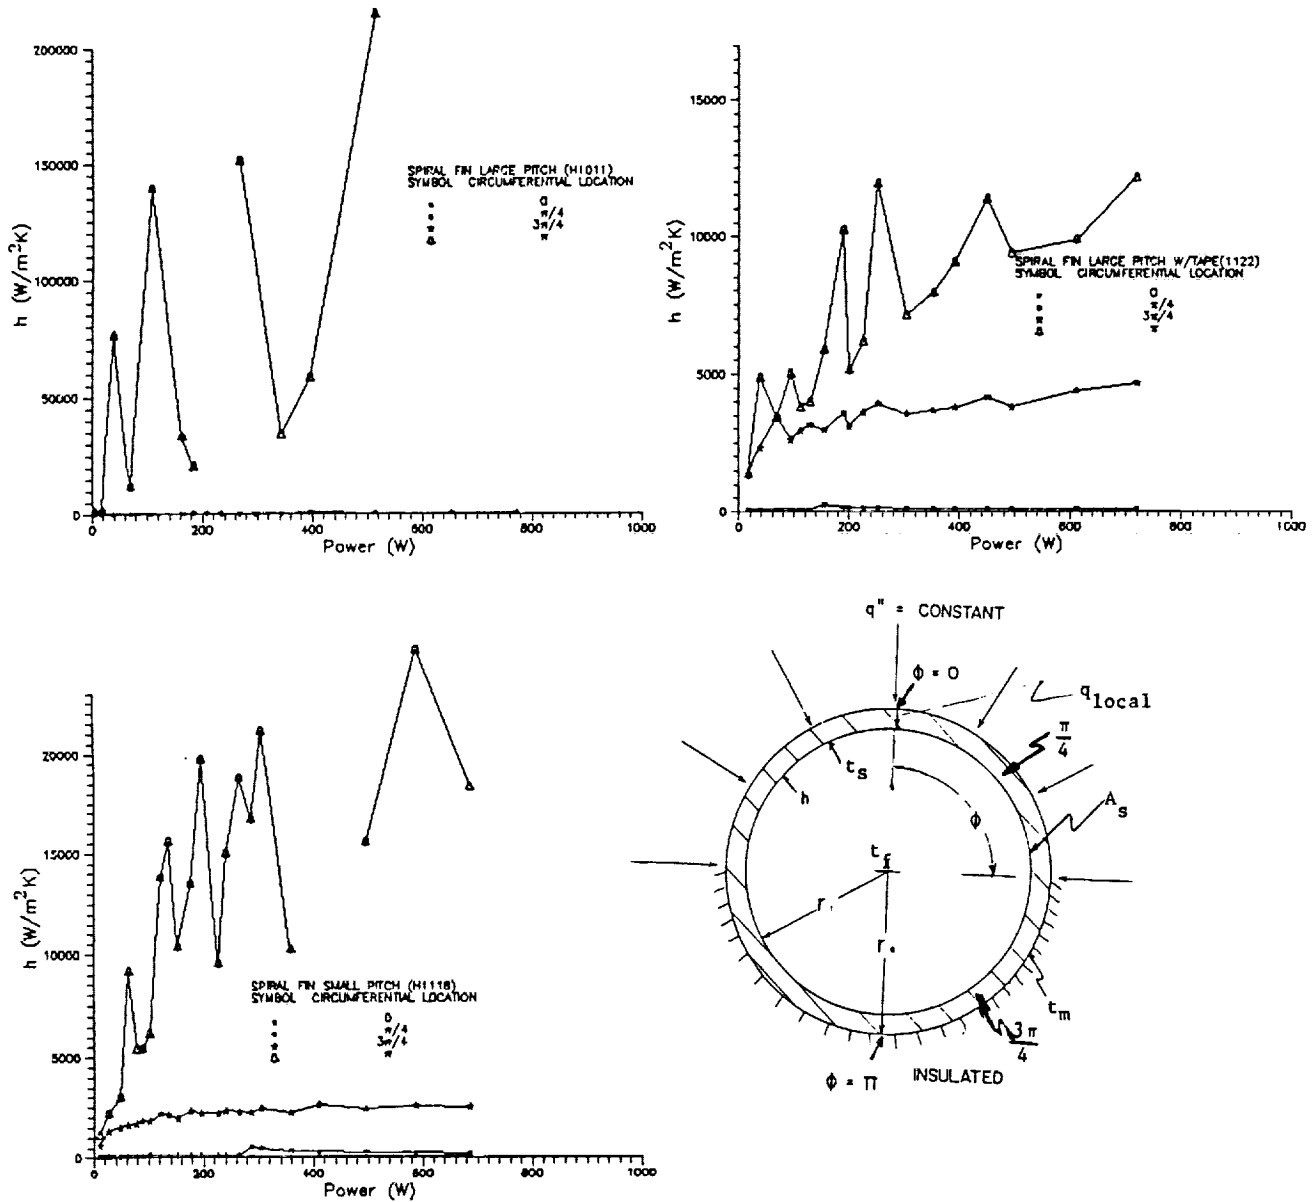 200000
150000
100000
50000
0
h (W/m²K)
0 200 400 600 800 1000
Power (W)
SPIRAL FIN LARGE PITCH (H1011)
SYMBOL CIRCUMFERENTIAL LOCATION
0
π/4
3π/4
π
15000
10000
5000
0
h (W/m²K)
0 200 400 600 800 1000
Power (W)
SPIRAL FIN LARGE PITCH W/TAPE(1122)
SYMBOL CIRCUMFERENTIAL LOCATION
0
π/4
3π/4
π
20000
15000
10000
5000
0
h (W/m²K)
0 200 400 600 800 1000
Power (W)
SPIRAL FIN SMALL PITCH (H1118)
SYMBOL CIRCUMFERENTIAL LOCATION
0
π/4
3π/4
π
q" = CONSTANT
ϕ = 0
q local
π/4
t s
h
A s
ϕ
t f
r
r
t m
3π/4
ϕ = Π INSULATED